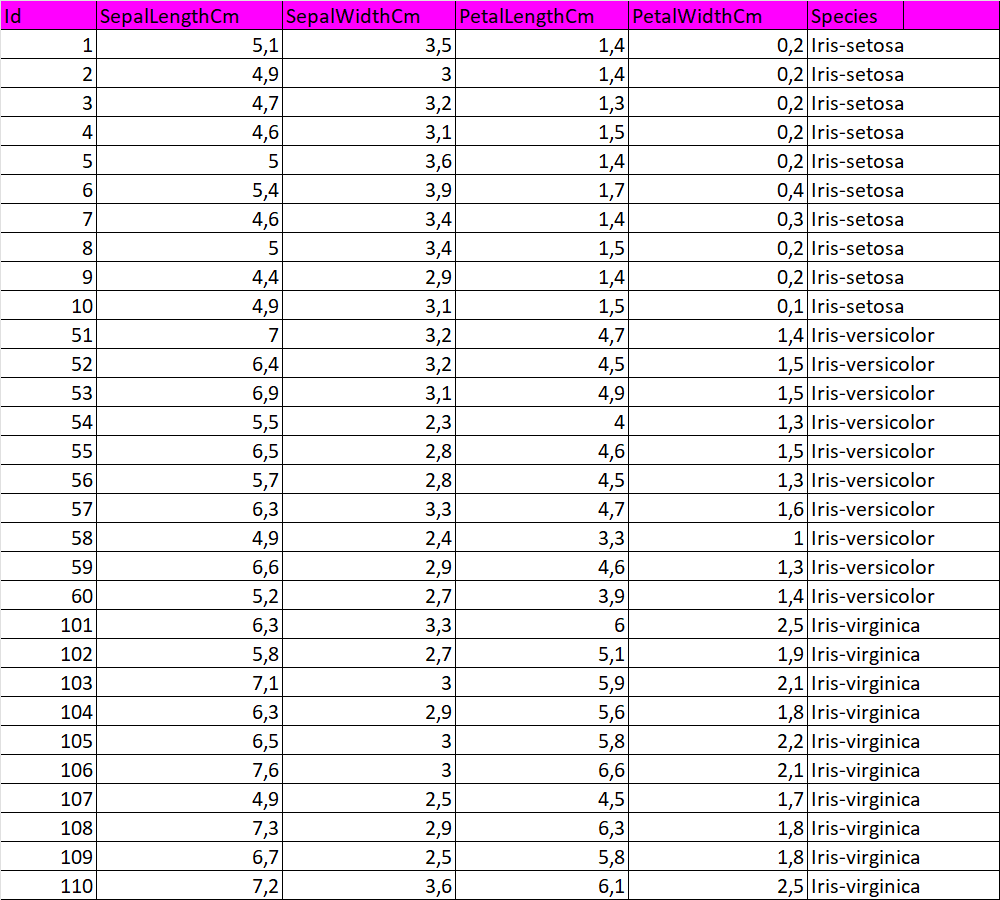 Id SepalLengthCm SepalWidthCm PetalLengthCm PetalWidthCm Species
1 5,1 3,5 1,4 0,2 Iris-setosa
2 4,9 3 1,4 0,2 Iris-setosa
3 4,7 3,2 1,3 0,2 Iris-setosa
4 4,6 3,1 1,5 0,2 Iris-setosa
5 5 3,6 1,4 0,2 Iris-setosa
6 5,4 3,9 1,7 0,4 Iris-setosa
7 4,6 3,4 1,4 0,3 Iris-setosa
8 5 3,4 1,5 0,2 Iris-setosa
9 4,4 2,9 1,4 0,2 Iris-setosa
10 4,9 3,1 1,5 0,1 Iris-setosa
51 7 3,2 4,7 1,4 Iris-versicolor
52 6,4 3,2 4,5 1,5 Iris-versicolor
53 6,9 3,1 4,9 1,5 Iris-versicolor
54 5,5 2,3 4 1,3 Iris-versicolor
55 6,5 2,8 4,6 1,5 Iris-versicolor
56 5,7 2,8 4,5 1,3 Iris-versicolor
57 6,3 3,3 4,7 1,6 Iris-versicolor
58 4,9 2,4 3,3 1 Iris-versicolor
59 6,6 2,9 4,6 1,3 Iris-versicolor
60 5,2 2,7 3,9 1,4 Iris-versicolor
101 6,3 3,3 6 2,5 Iris-virginica
102 5,8 2,7 5,1 1,9 Iris-virginica
103 7,1 3 5,9 2,1 Iris-virginica
104 6,3 2,9 5,6 1,8 Iris-virginica
105 6,5 3 5,8 2,2 Iris-virginica
106 7,6 3 6,6 2,1 Iris-virginica
107 4,9 2,5 4,5 1,7 Iris-virginica
108 7,3 2,9 6,3 1,8 Iris-virginica
109 6,7 2,5 5,8 1,8 Iris-virginica
110 7,2 3,6 6,1 2,5 Iris-virginica